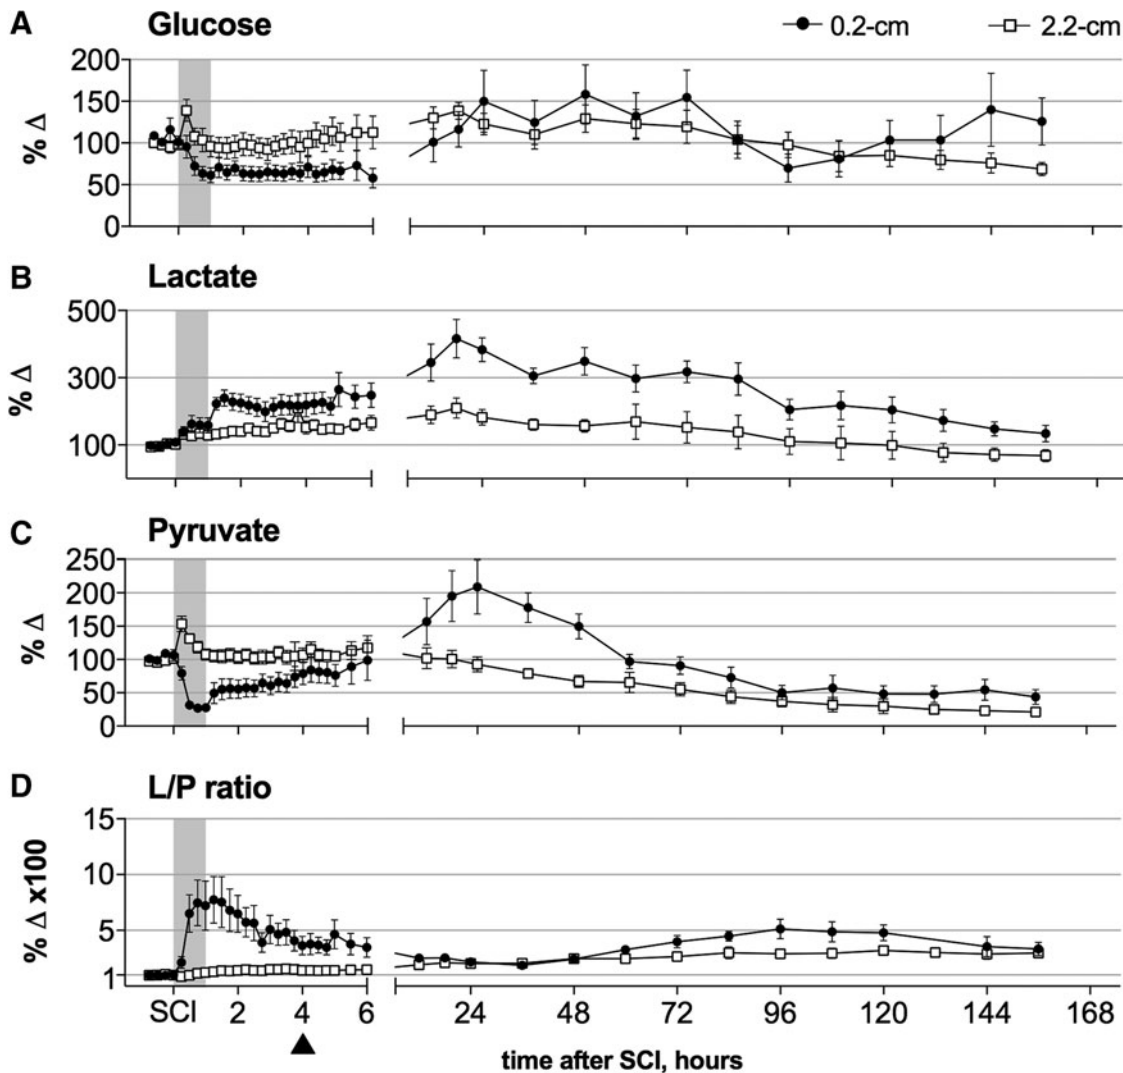 A Glucose 0.2-cm 2.2-cm
200
150
100
50
0
% Δ
B Lactate
500
300
100
% Δ
C Pyruvate
250
200
150
100
50
0
% Δ
D L/P ratio
15
10
5
1
% Δ x100
SCI 2 4 6 24 48 72 96 120 144 168
time after SCI, hours